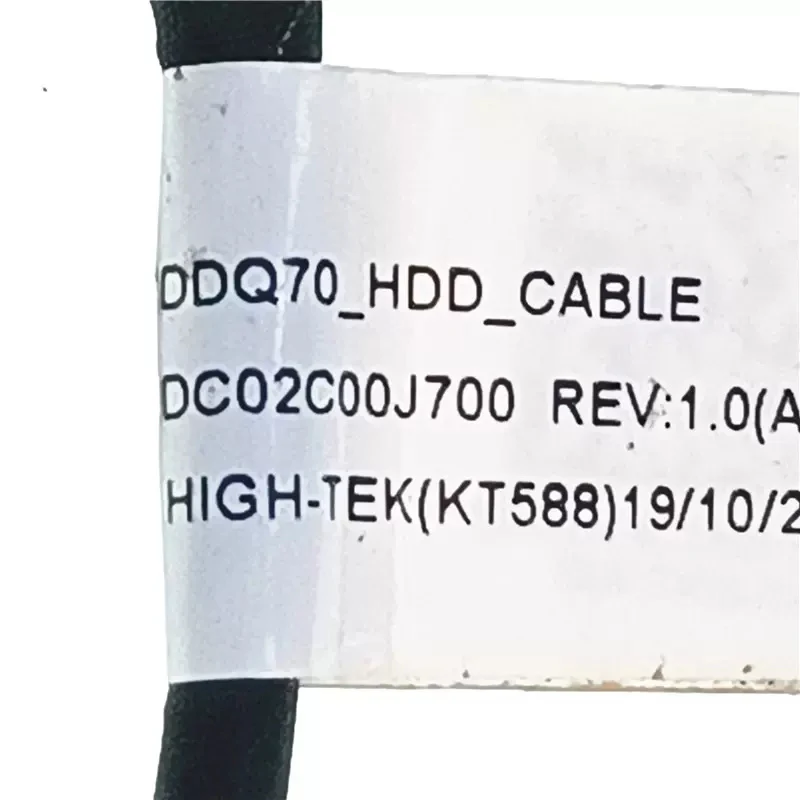 DDQ70_HDD_CABLE
DC02C00J700 REV:1.0(A
HIGH-TEK(KT588)19/10/2